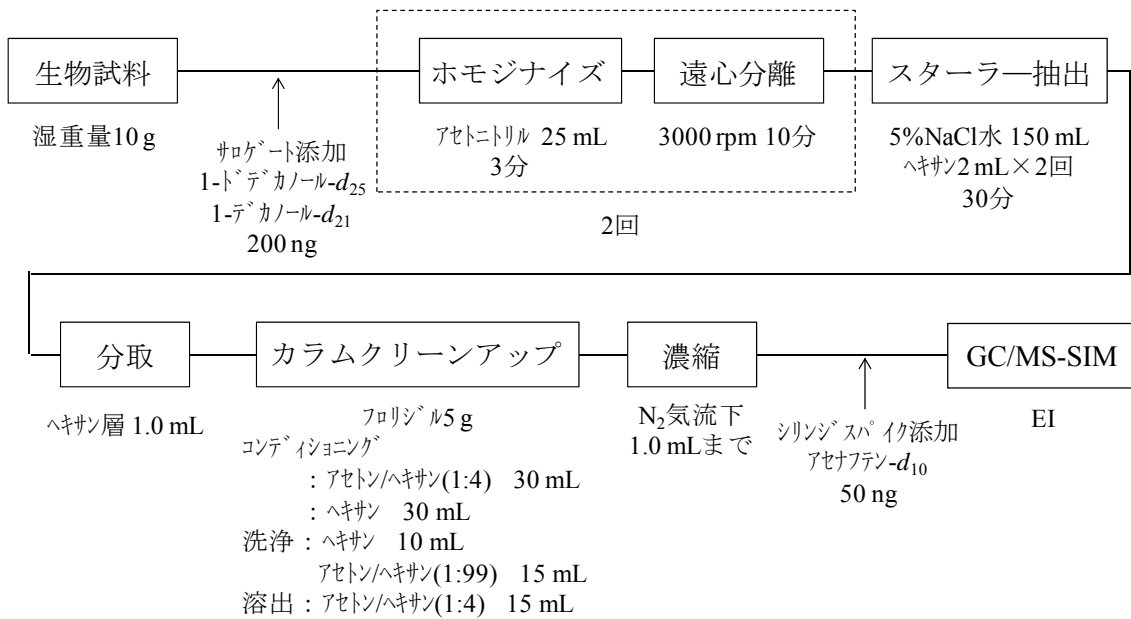 生物試料
ホモジナイズ
遠心分離
スターラ―抽出
湿重量10 g
ｻﾛｹﾞｰﾄ添加
1-ﾄﾞﾃﾞｶﾉｰﾙ-d25
1-ﾃﾞｶﾉｰﾙ-d21
200 ng
ｱｾﾄﾆﾄﾘﾙ 25 mL
3分
3000 rpm 10分
2回
5%NaCl水 150 mL
ﾍｷｻﾝ2 mL×2回
30分
分取
カラムクリーンアップ
濃縮
GC/MS-SIM
ﾍｷｻﾝ層 1.0 mL
ﾌﾛﾘｼﾞﾙ5 g
ｺﾝﾃﾞｨｼｮﾆﾝｸﾞ
：ｱｾﾄﾝ/ﾍｷｻﾝ(1:4) 30 mL
：ﾍｷｻﾝ 30 mL
洗浄：ﾍｷｻﾝ 10 mL
ｱｾﾄﾝ/ﾍｷｻﾝ(1:99) 15 mL
溶出：ｱｾﾄﾝ/ﾍｷｻﾝ(1:4) 15 mL
N2気流下
1.0 mLまで
ｼﾘﾝｼﾞｽﾊﾟｲｸ添加
ｱｾﾅﾌﾃﾝ-d10
50 ng
EI